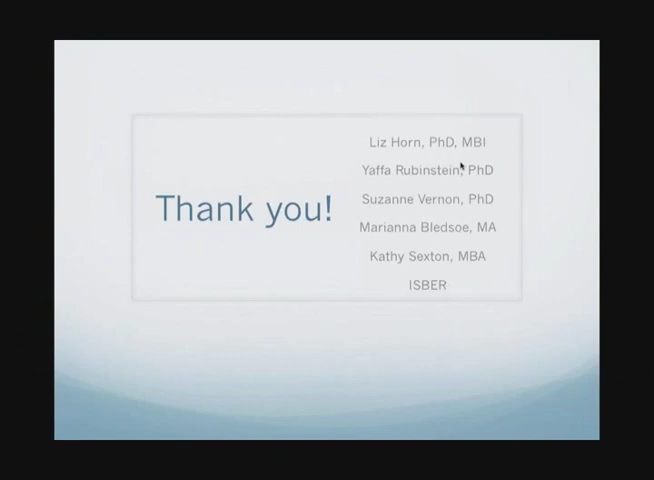 Thank you!
Liz Horn, PhD, MBI
Yaffa Rubinstein, PhD
Suzanne Vernon, PhD
Marianna Bledsoe, MA
Kathy Sexton, MBA
ISBER